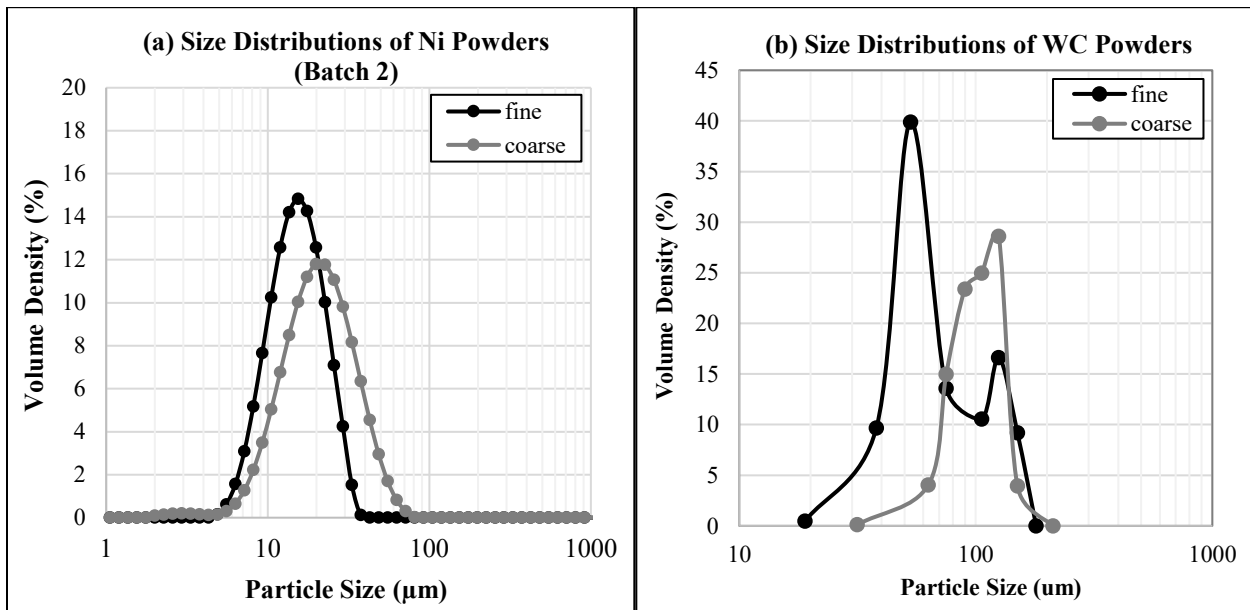 (a) Size Distributions of Ni Powders
(Batch 2)
20
18
16
14
12
10
8
6
4
2
0
Volume Density (%)
fine
coarse
1
10
100
1000
Particle Size (µm)
(b) Size Distributions of WC Powders
45
40
35
30
25
20
15
10
5
0
Volume Density (%)
fine
coarse
10
100
1000
Particle Size (um)